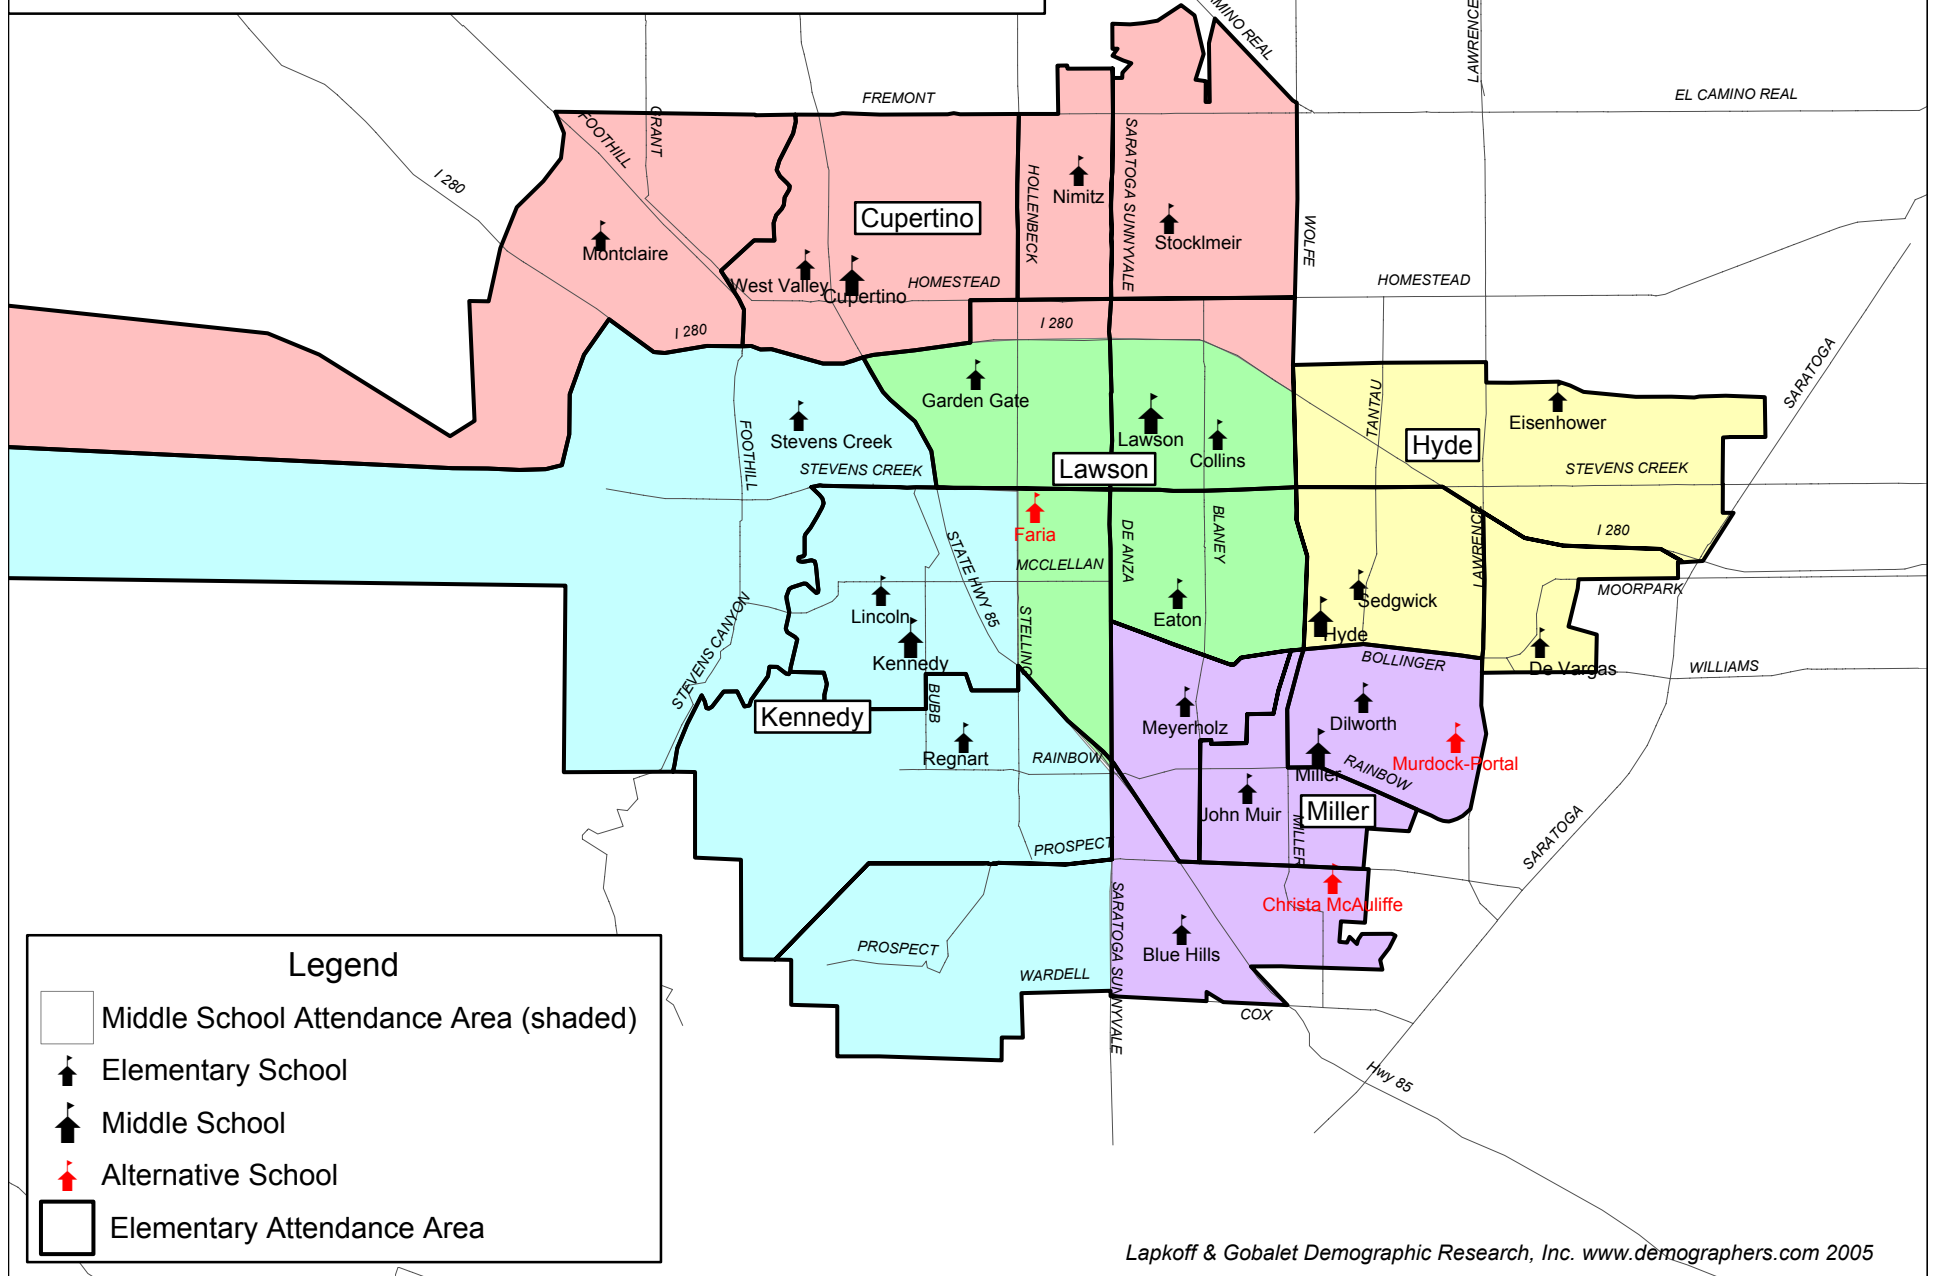 CAMINO REAL
LAWRENCE
FREMONT
EL CAMINO REAL
GRANT
FOOTHILL
I 280
HOLLENBECK
SARATOGA SUNNYVALE
Nimitz
Cupertino
Stocklmeir
WOLFE
Montclaire
West Valley
Cupertino
HOMESTEAD
HOMESTEAD
I 280
I 280
SARATOGA
Garden Gate
TANTAU
Eisenhower
Stevens Creek
Lawson
Collins
Hyde
FOOTHILL
STEVENS CREEK
Lawson
STEVENS CREEK
Faria
DE ANZA
BLANEY
LAWRENCE
I 280
STATE HWY 85
MCCLELLAN
MOORPARK
Lincoln
STEVENS CANYON
STELLING
Eaton
Sedgwick
Hyde
Kennedy
BOLLINGER
De Vargas
WILLIAMS
BUBB
Kennedy
Meyerholz
Dilworth
Regnart
RAINBOW
Miller
RAINBOW
Murdock-Portal
John Muir
Miller
MILLER
SARATOGA
PROSPECT
Christa McAuliffe
SARATOGA SUNNYVALE
PROSPECT
Blue Hills
WARDELL
COX
Hwy 85
Legend
Middle School Attendance Area (shaded)
Elementary School
Middle School
Alternative School
Elementary Attendance Area
Lapkoff & Gobalet Demographic Research, Inc. www.demographers.com 2005